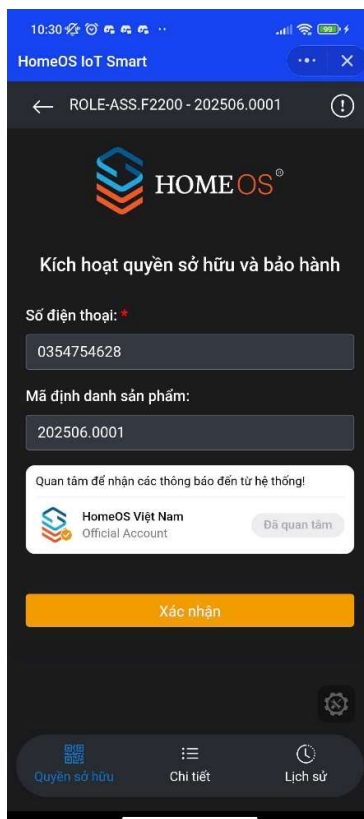 10:30
99
HomeOS IoT Smart
ROLE-ASS.F2200 - 202506.0001
HOMEOS®
Kích hoạt quyền sở hữu và bảo hành
Số điện thoại: *
0354754628
Mã định danh sản phẩm:
202506.0001
Quan tâm để nhận các thông báo đến từ hệ thống!
HomeOS Việt Nam
Official Account
Đã quan tâm
Xác nhận
Quyền sở hữu
Chi tiết
Lịch sử